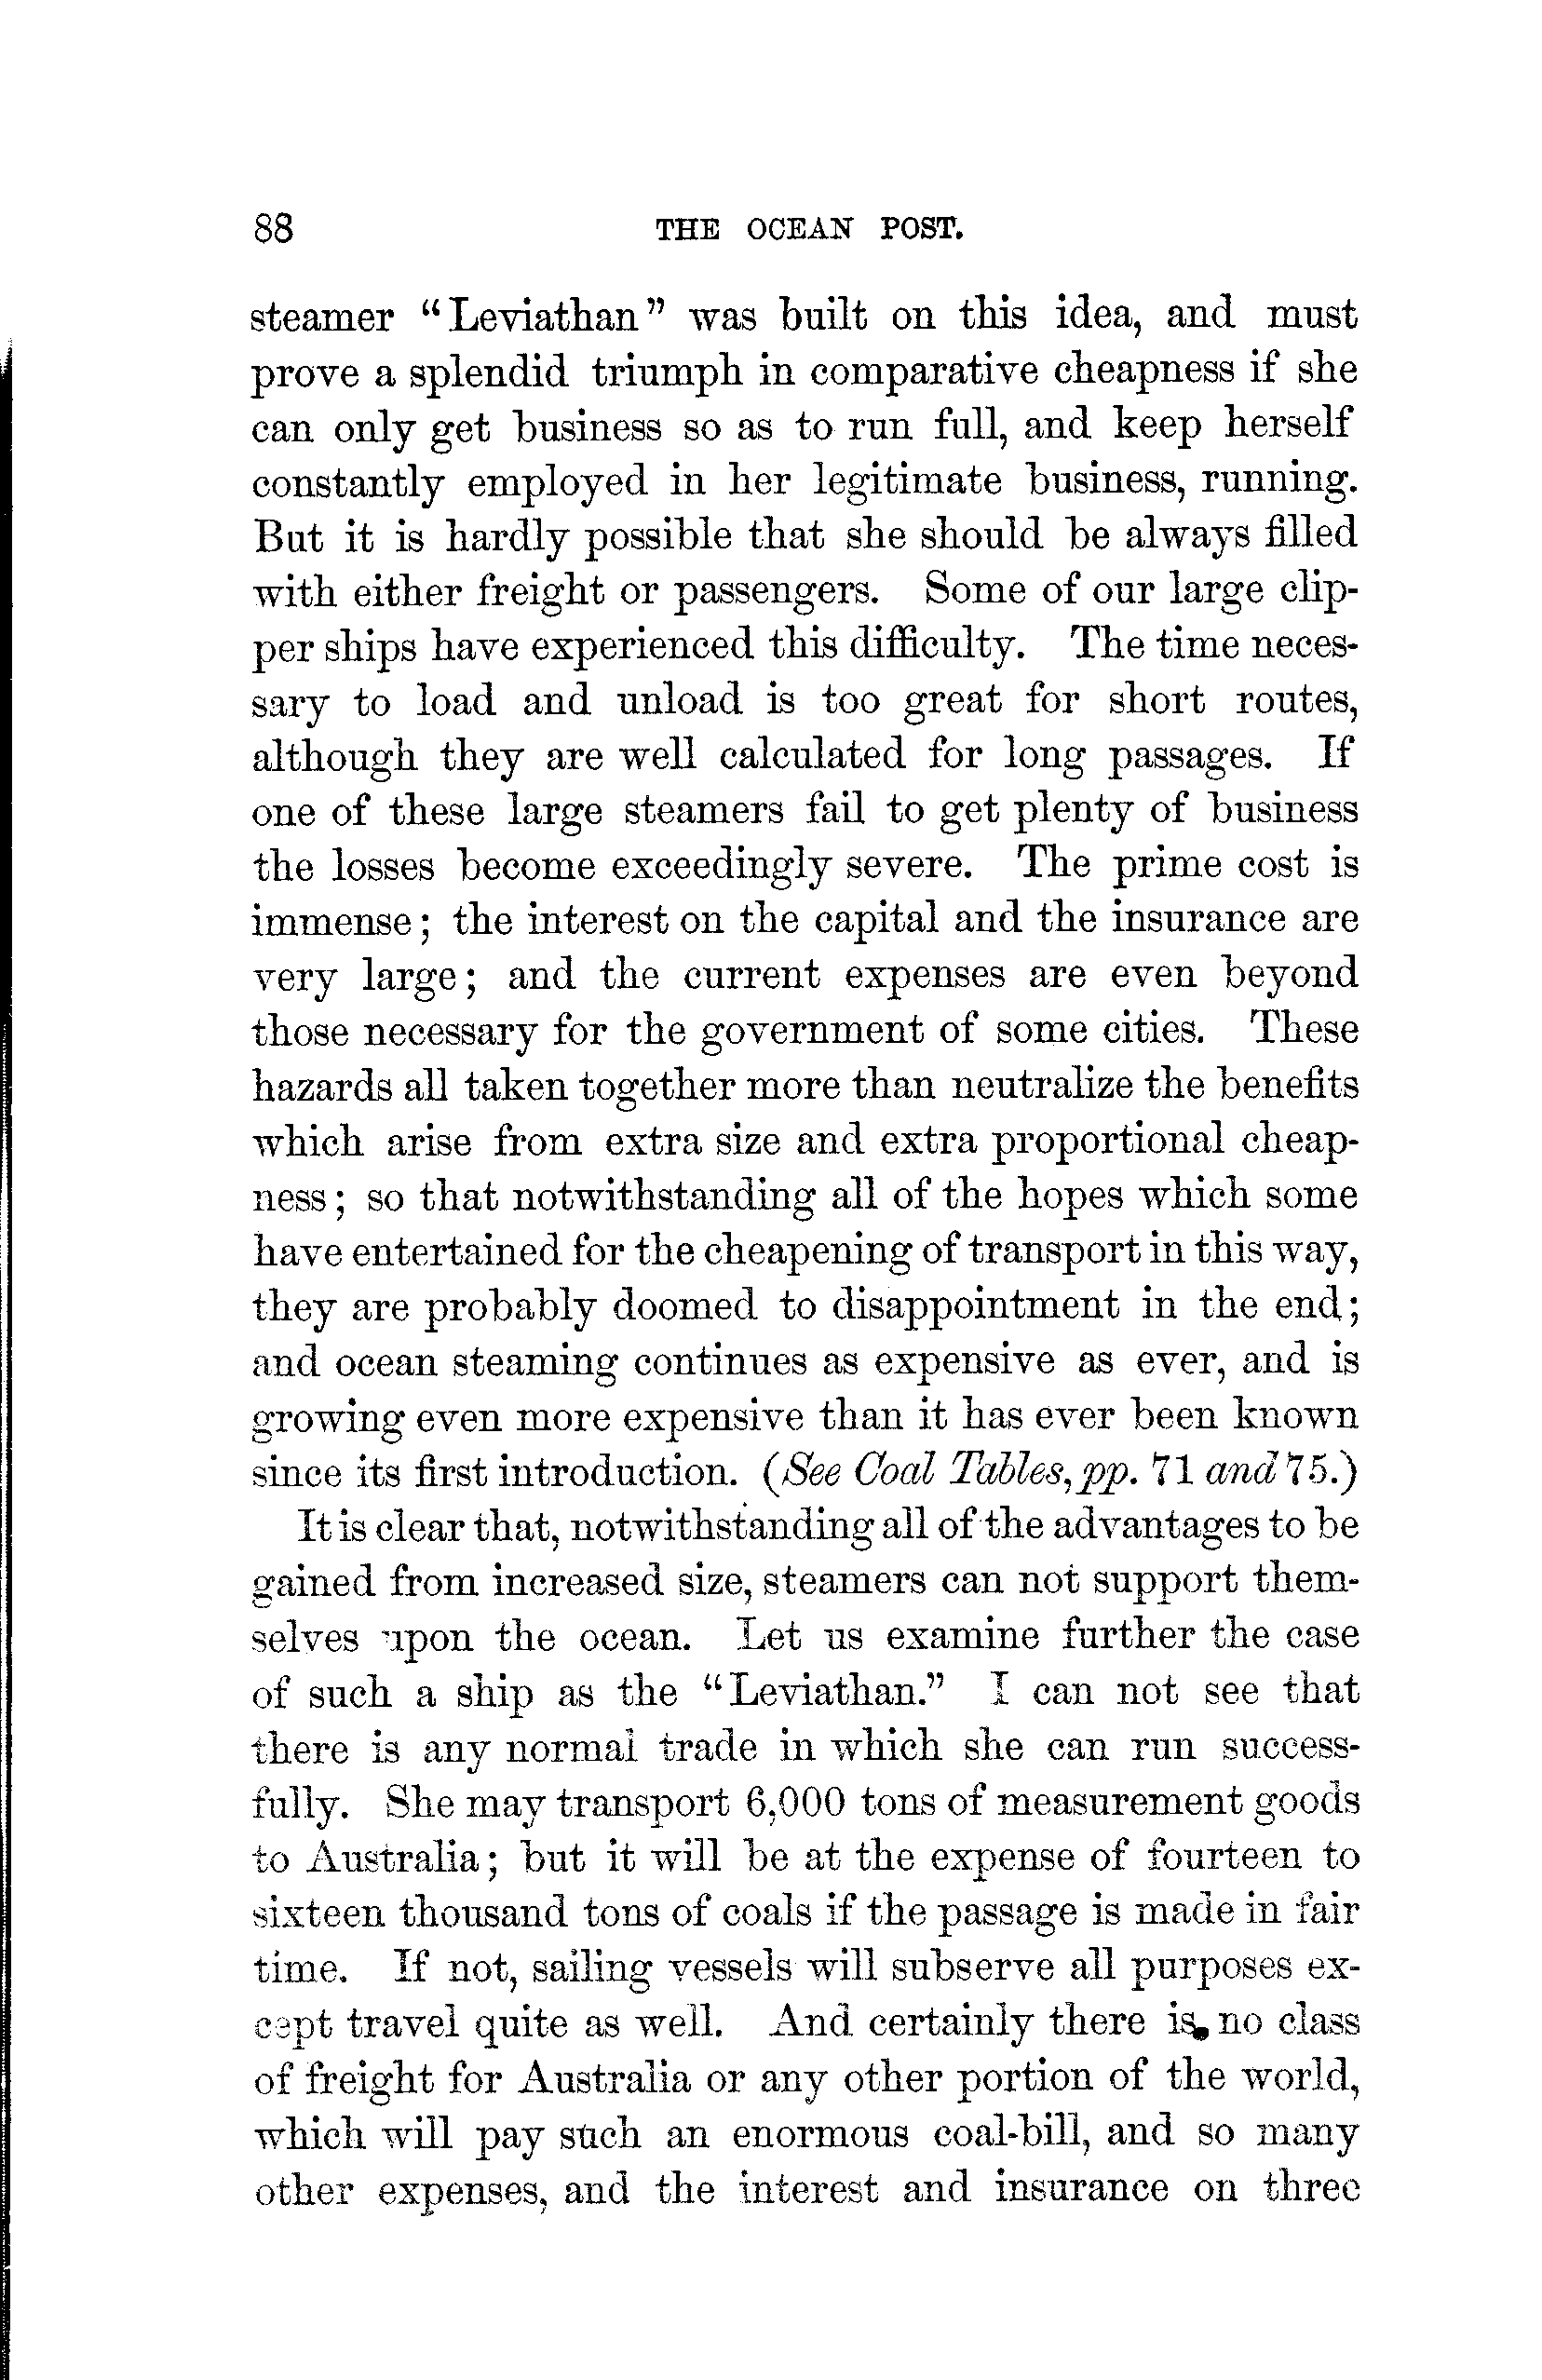 88 THE OCEAN POST.
steamer “Leviathan” was built on this idea, and must
prove a splendid triumph in comparative cheapness if she
can only get business so as to run full, and keep herself
constantly employed in her legitimate business, running.
But it is hardly possible that she should be always filled
with either freight or passengers. Some of our large clip-
per ships have experienced this difficulty. The time neces-
sary to load and unload is too great for short routes,
although they are well calculated for long passages. If
one of these large steamers fail to get plenty of business
the losses become exceedingly severe. The prime cost is
immense; the interest on the capital and the insurance are
very large; and the current expenses are even beyond
those necessary for the government of some cities. These
hazards all taken together more than neutralize the benefits
which arise from extra size and extra proportional cheap-
ness; so that notwithstanding all of the hopes which some
have entertained for the cheapening of transport in this way,
they are probably doomed to disappointment in the end;
and ocean steaming continues as expensive as ever, and is
growing even more expensive than it has ever been known
since its first introduction. (See Coal Tables, pp. 71 and 75.)
It is clear that, notwithstanding all of the advantages to be
gained from increased size, steamers can not support them-
selves upon the ocean. Let us examine further the case
of such a ship as the “Leviathan.” I can not see that
there is any normal trade in which she can run success-
fully. She may transport 6,000 tons of measurement goods
to Australia; but it will be at the expense of fourteen to
sixteen thousand tons of coals if the passage is made in fair
time. If not, sailing vessels will subserve all purposes ex-
cept travel quite as well. And certainly there is no class
of freight for Australia or any other portion of the world,
which will pay such an enormous coal-bill, and so many
other expenses, and the interest and insurance on three